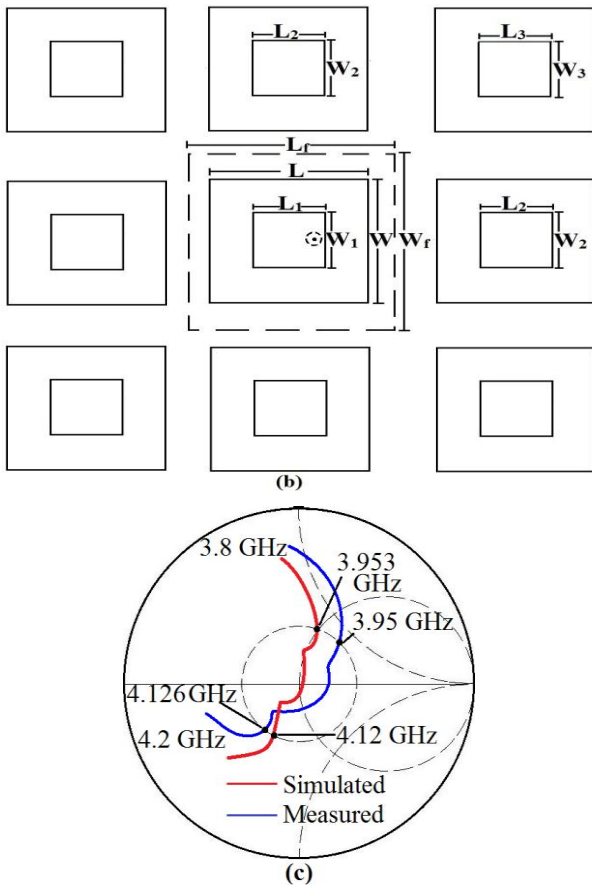 L2 L3
W2 W3
Lf
L
L1 L2
W1 W Wf W2
(b)
3.8 GHz
3.953
GHz
3.95 GHz
4.126GHz
4.2 GHz
4.12 GHz
Simulated
Measured
(c)